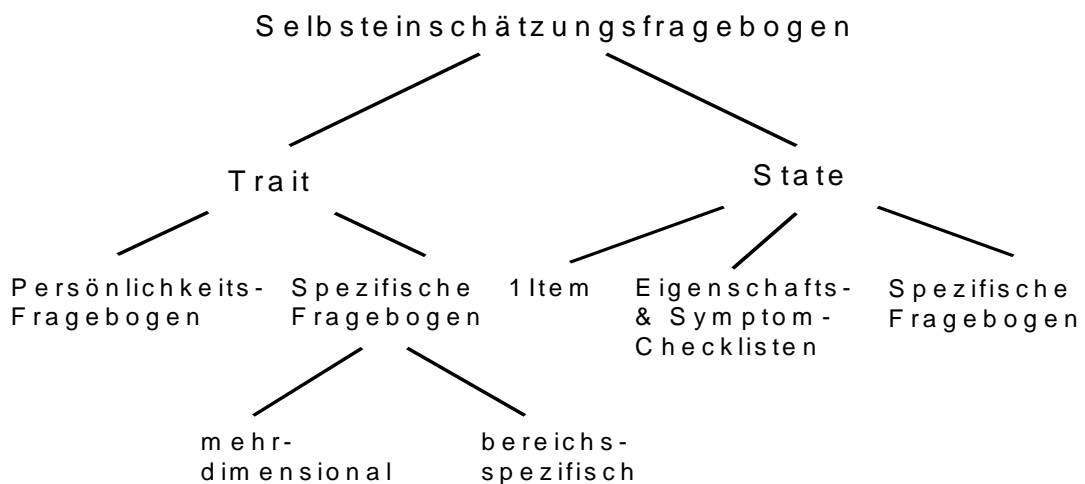 Selbsteinschätzungsfragebogen
Trait
State
Persönlichkeits-
Fragebogen
Spezifische
Fragebogen
1 Item
Eigenschafts-
& Symptom-
Checklisten
Spezifische
Fragebogen
mehr-
dimensional
bereichs-
spezifisch